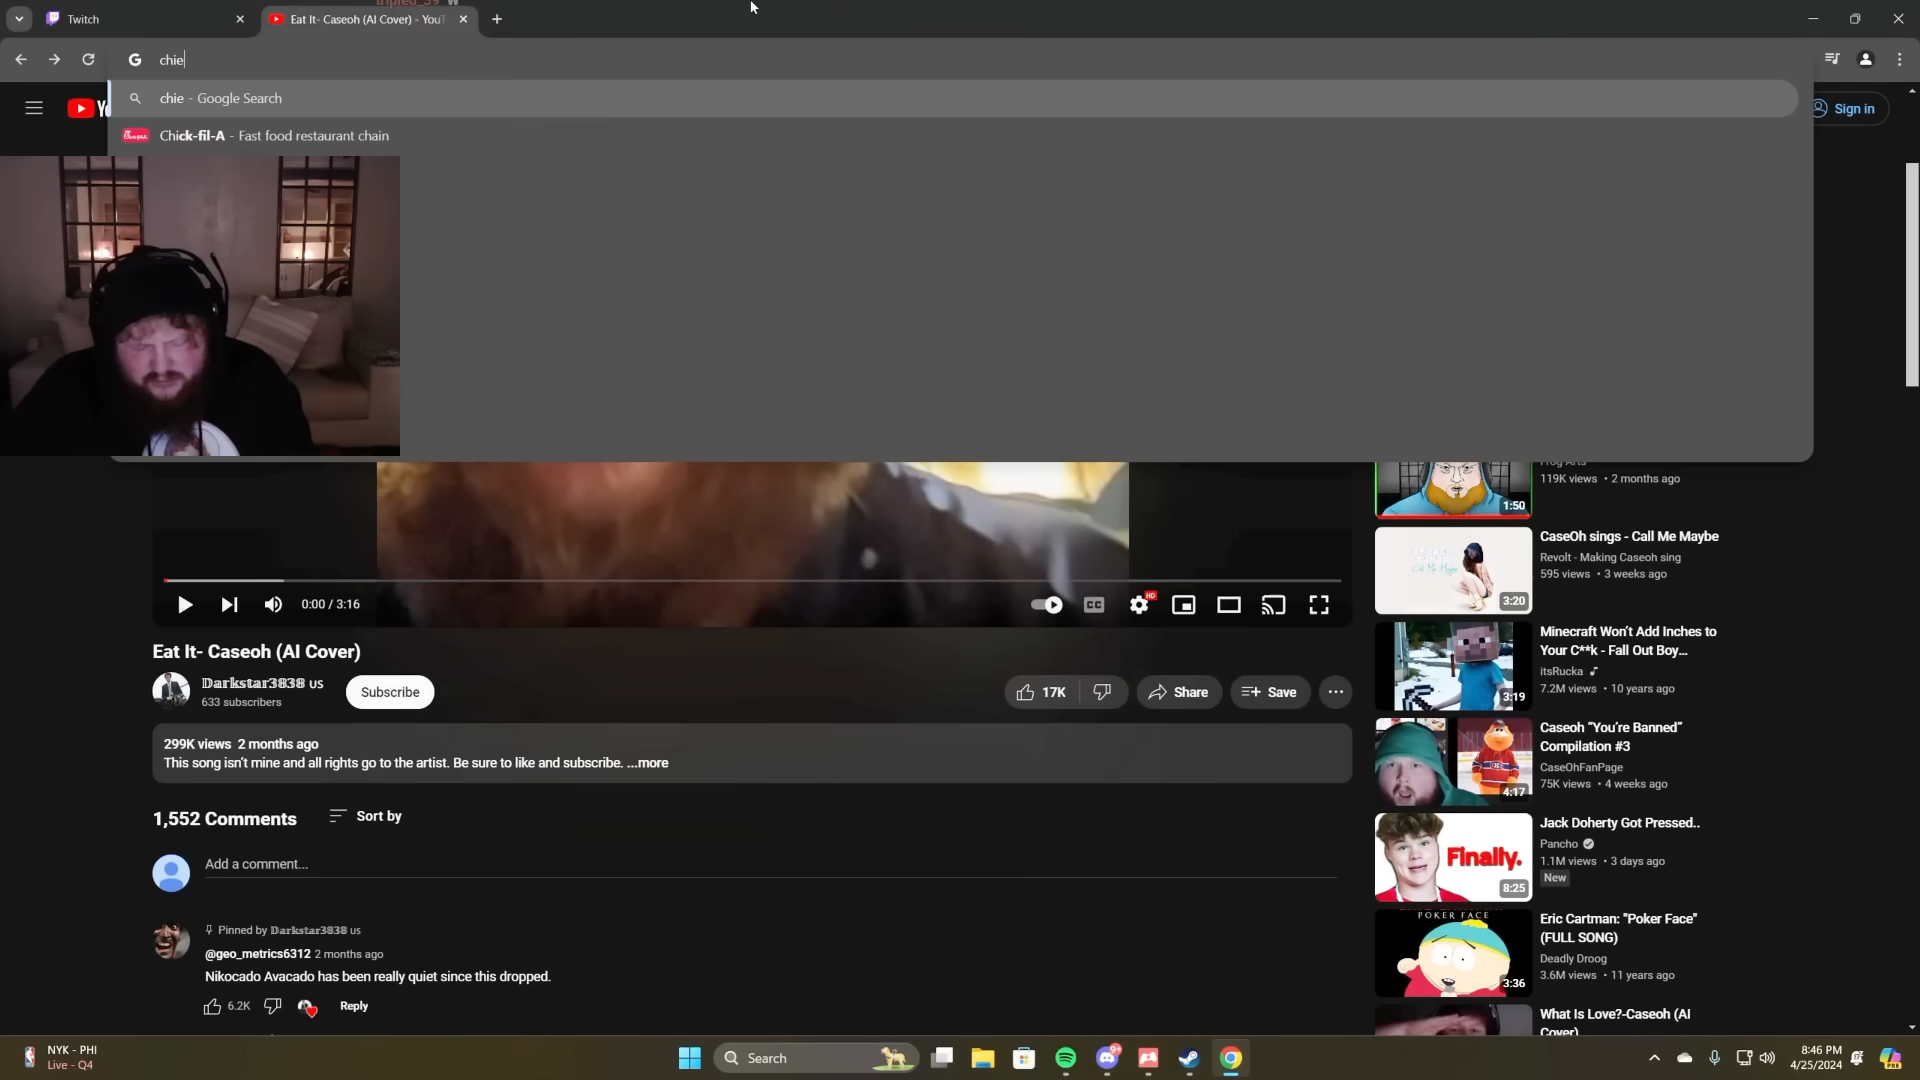 Twitch
Eat It- Caseoh (AI Cover) - YouT
chie
chie - Google Search
Chick-fil-A - Fast food restaurant chain
Sign in
119K views • 2 months ago
1:50
CaseOh sings - Call Me Maybe
Revolt - Making Caseoh sing
595 views • 3 weeks ago
3:20
0:00 / 3:16
CC
HD
Minecraft Won't Add Inches to
Your C**k - Fall Out Boy...
itsRucka
7.2M views • 10 years ago
3:19
Eat It- Caseoh (AI Cover)
𝔻𝕒𝕣𝕜𝕤𝕥𝕒𝕣𝟛𝟠𝟛𝟠 US
633 subscribers
Subscribe
17K
Share
Save
299K views 2 months ago
This song isn't mine and all rights go to the artist. Be sure to like and subscribe. ...more
Caseoh "You're Banned"
Compilation #3
CaseOhFanPage
75K views • 4 weeks ago
4:17
1,552 Comments
Sort by
Add a comment...
Jack Doherty Got Pressed..
Pancho
1.1M views • 3 days ago
New
Finally.
8:25
Pinned by 𝔻𝕒𝕣𝕜𝕤𝕥𝕒𝕣𝟛𝟠𝟛𝟠 us
@geo_metrics6312 2 months ago
Nikocado Avacado has been really quiet since this dropped.
6.2K
Reply
POKER FACE
Eric Cartman: "Poker Face"
(FULL SONG)
Deadly Droog
3.6M views • 11 years ago
3:36
What Is Love?-Caseoh (AI
Cover)
NYK - PHI
Live - Q4
Search
9+
8:46 PM
4/25/2024
PRE